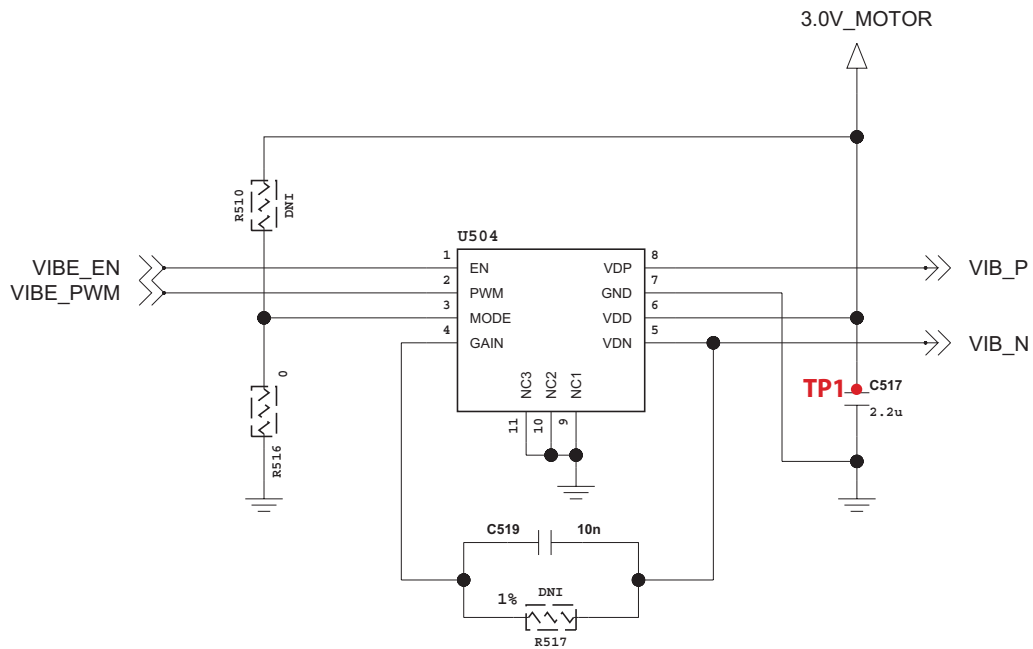 3.0V_MOTOR
R510
DNI
U504
VIBE_EN
1
EN
VDP
8
VIB_P
VIBE_PWM
2
PWM
GND
7
3
MODE
VDD
6
4
GAIN
VDN
5
VIB_N
NC3
NC2
NC1
11
10
9
0
R516
TP1
C517
2.2u
C519
10n
1%
DNI
R517